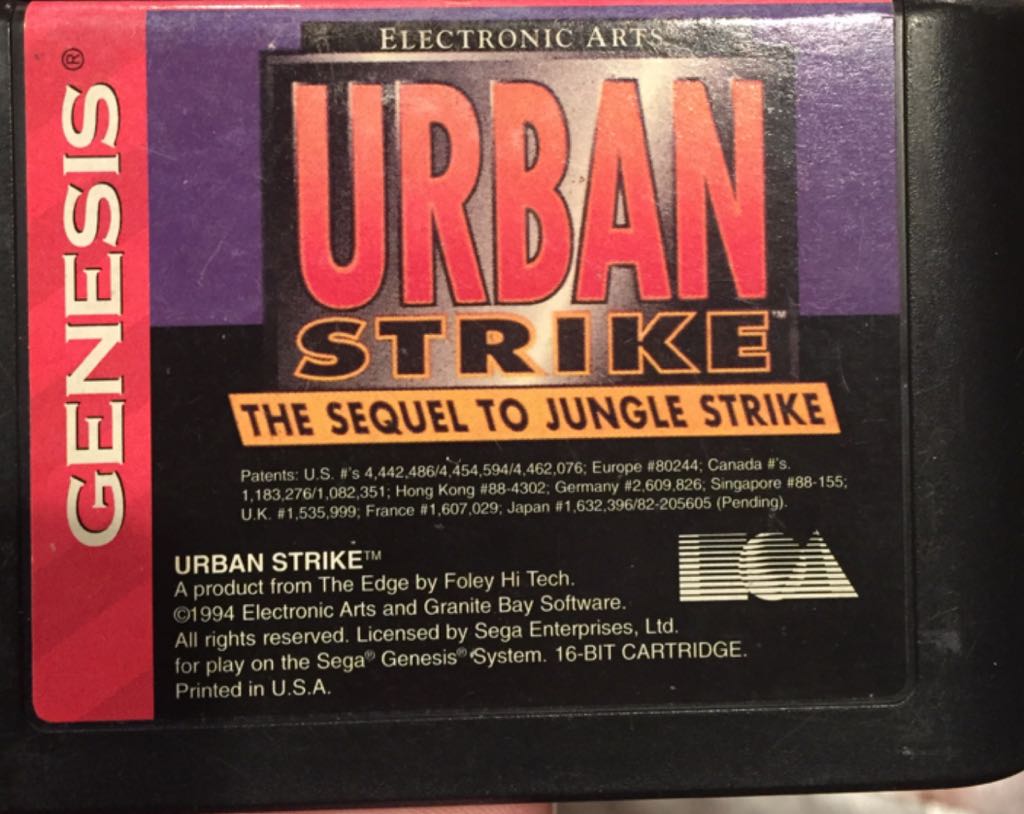 GENESIS®
ELECTRONIC ARTS
URBAN
STRIKE™
THE SEQUEL TO JUNGLE STRIKE
Patents: U.S. #'s 4,442,486/4,454,594/4,462,076; Europe #80244; Canada #'s.
1,183,276/1,082,351; Hong Kong #88-4302; Germany #2,609,826; Singapore #88-155;
U.K. #1,535,999; France #1,607,029; Japan #1,632,396/82-205605 (Pending).
URBAN STRIKE™
A product from The Edge by Foley Hi Tech.
©1994 Electronic Arts and Granite Bay Software.
All rights reserved. Licensed by Sega Enterprises, Ltd.
for play on the Sega® Genesis® System. 16-BIT CARTRIDGE.
Printed in U.S.A.
EOA